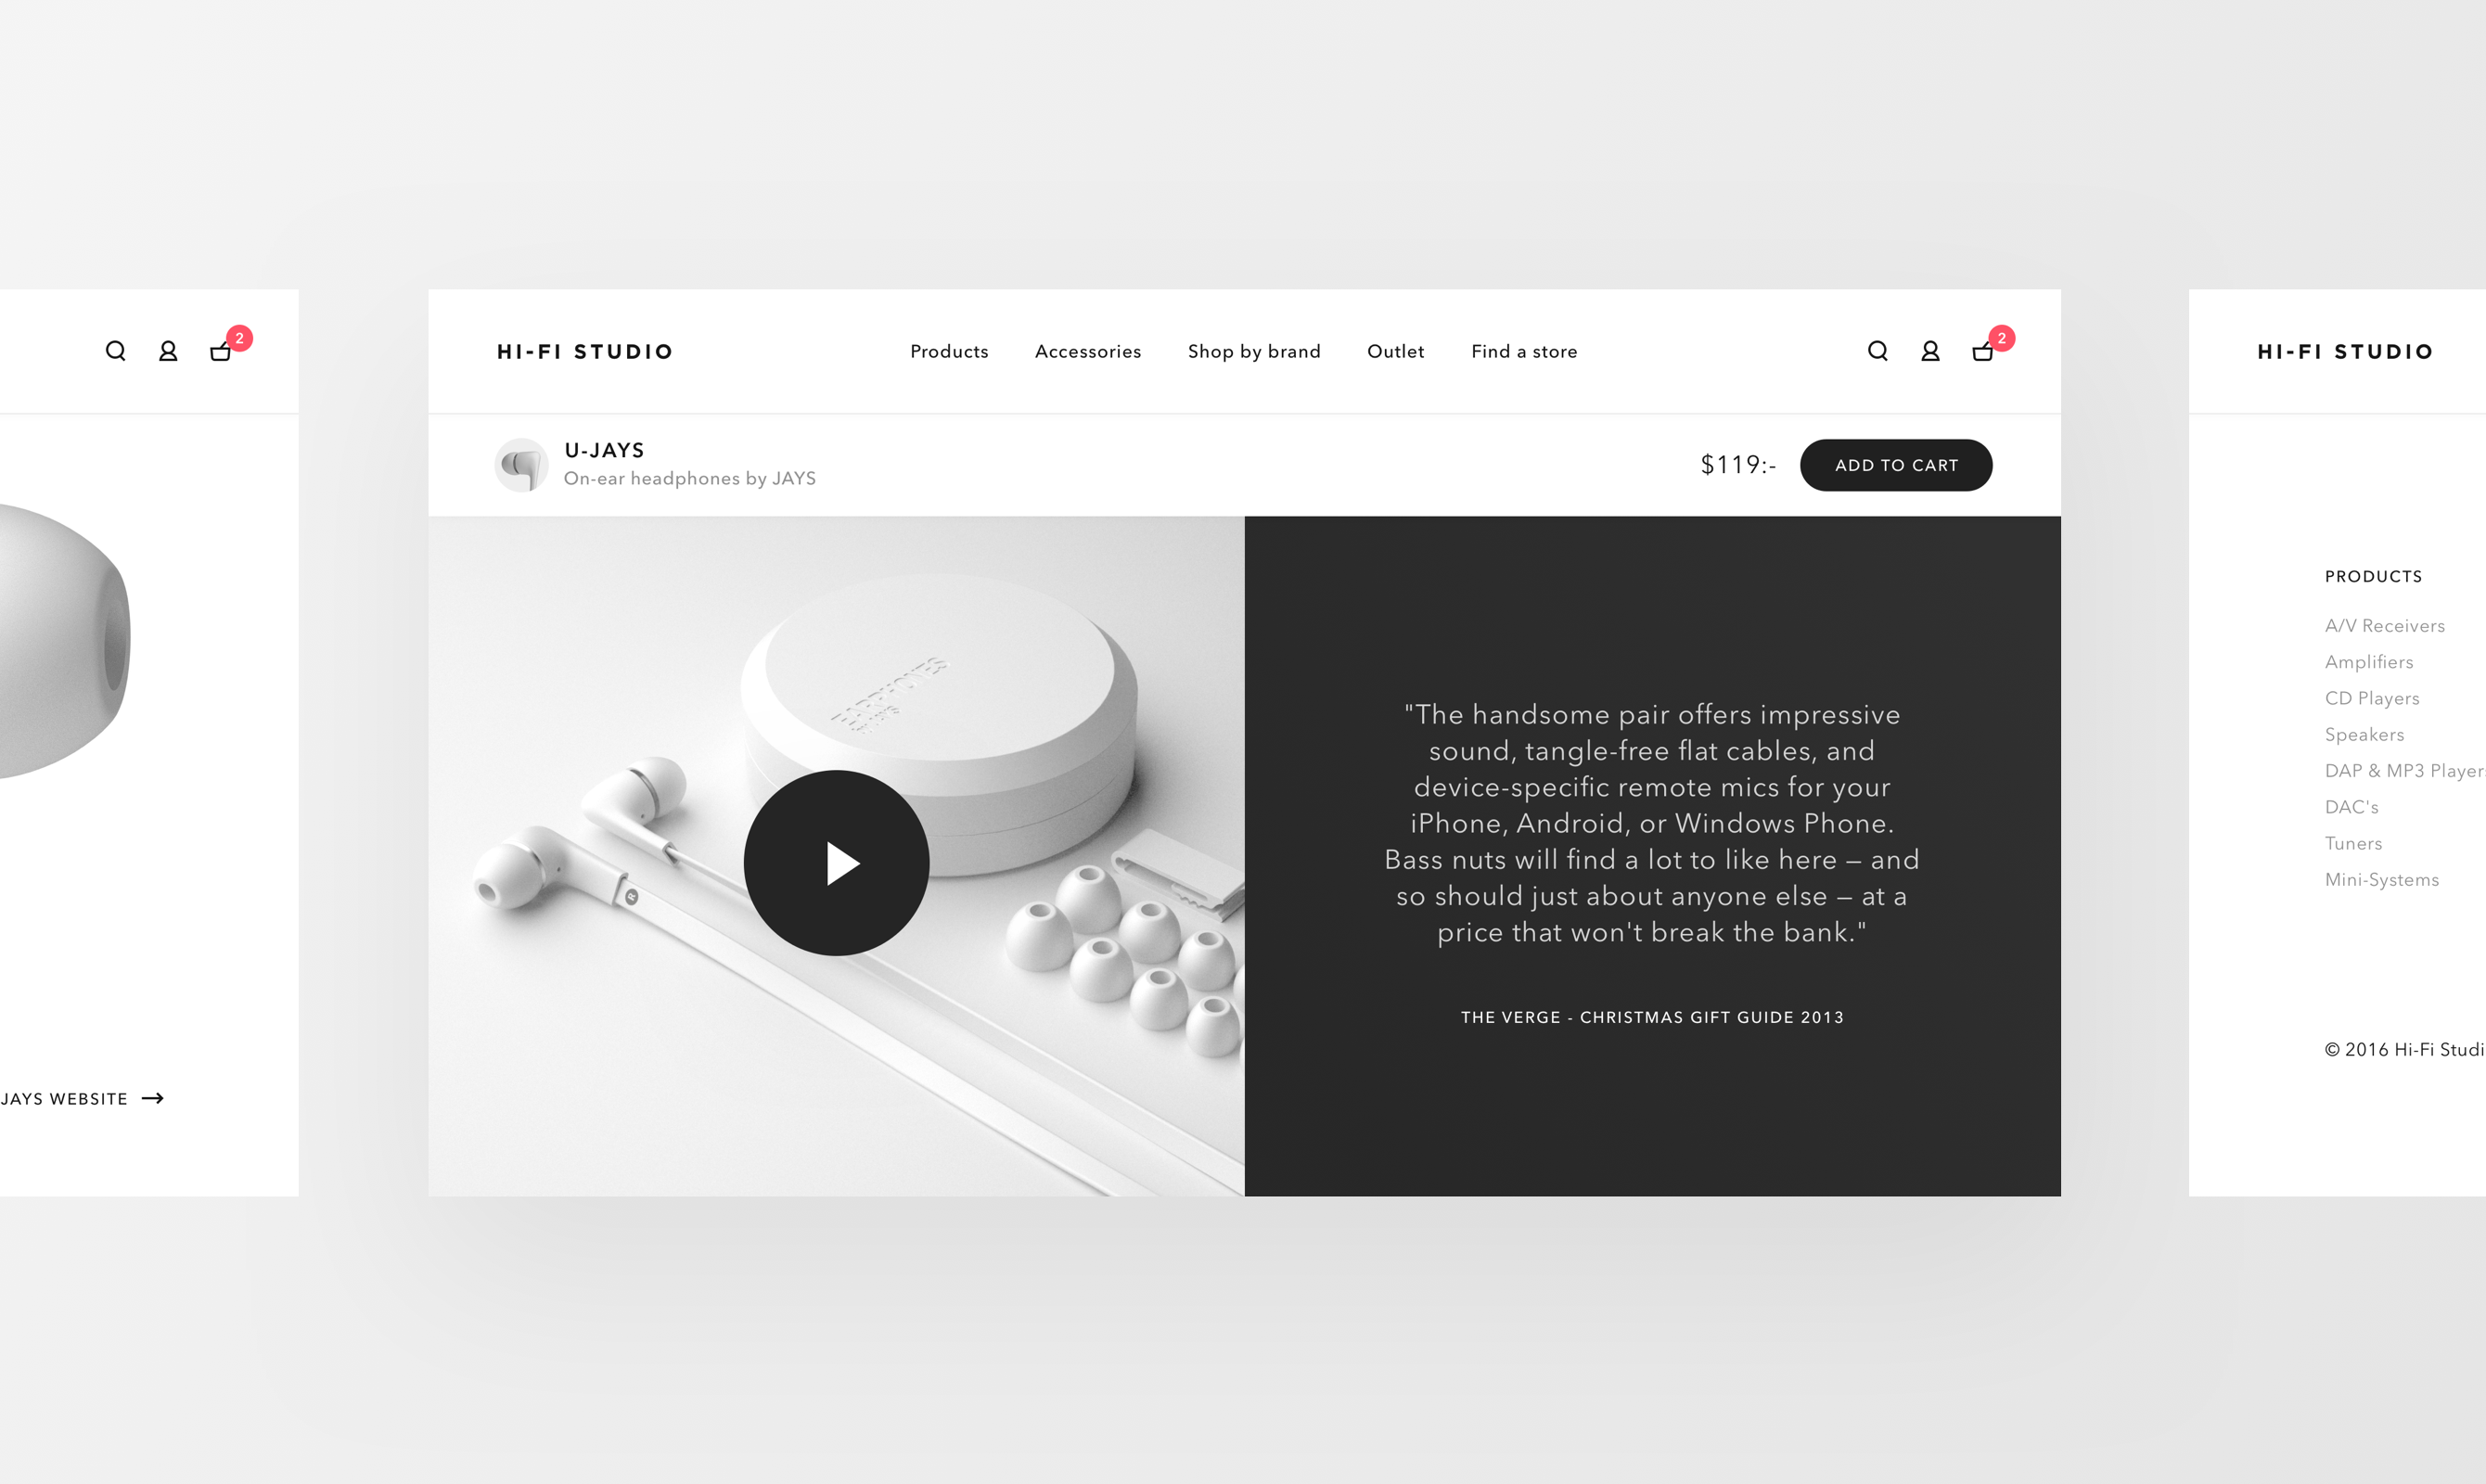 2
JAYS WEBSITE →
HI-FI STUDIO
Products
Accessories
Shop by brand
Outlet
Find a store
2
U-JAYS
On-ear headphones by JAYS
$119:-
ADD TO CART
EARPHONES
R
"The handsome pair offers impressive
sound, tangle-free flat cables, and
device-specific remote mics for your
iPhone, Android, or Windows Phone.
Bass nuts will find a lot to like here – and
so should just about anyone else – at a
price that won't break the bank."
THE VERGE - CHRISTMAS GIFT GUIDE 2013
HI-FI STUDIO
PRODUCTS
A/V Receivers
Amplifiers
CD Players
Speakers
DAP & MP3 Players
DAC's
Tuners
Mini-Systems
© 2016 Hi-Fi Studi